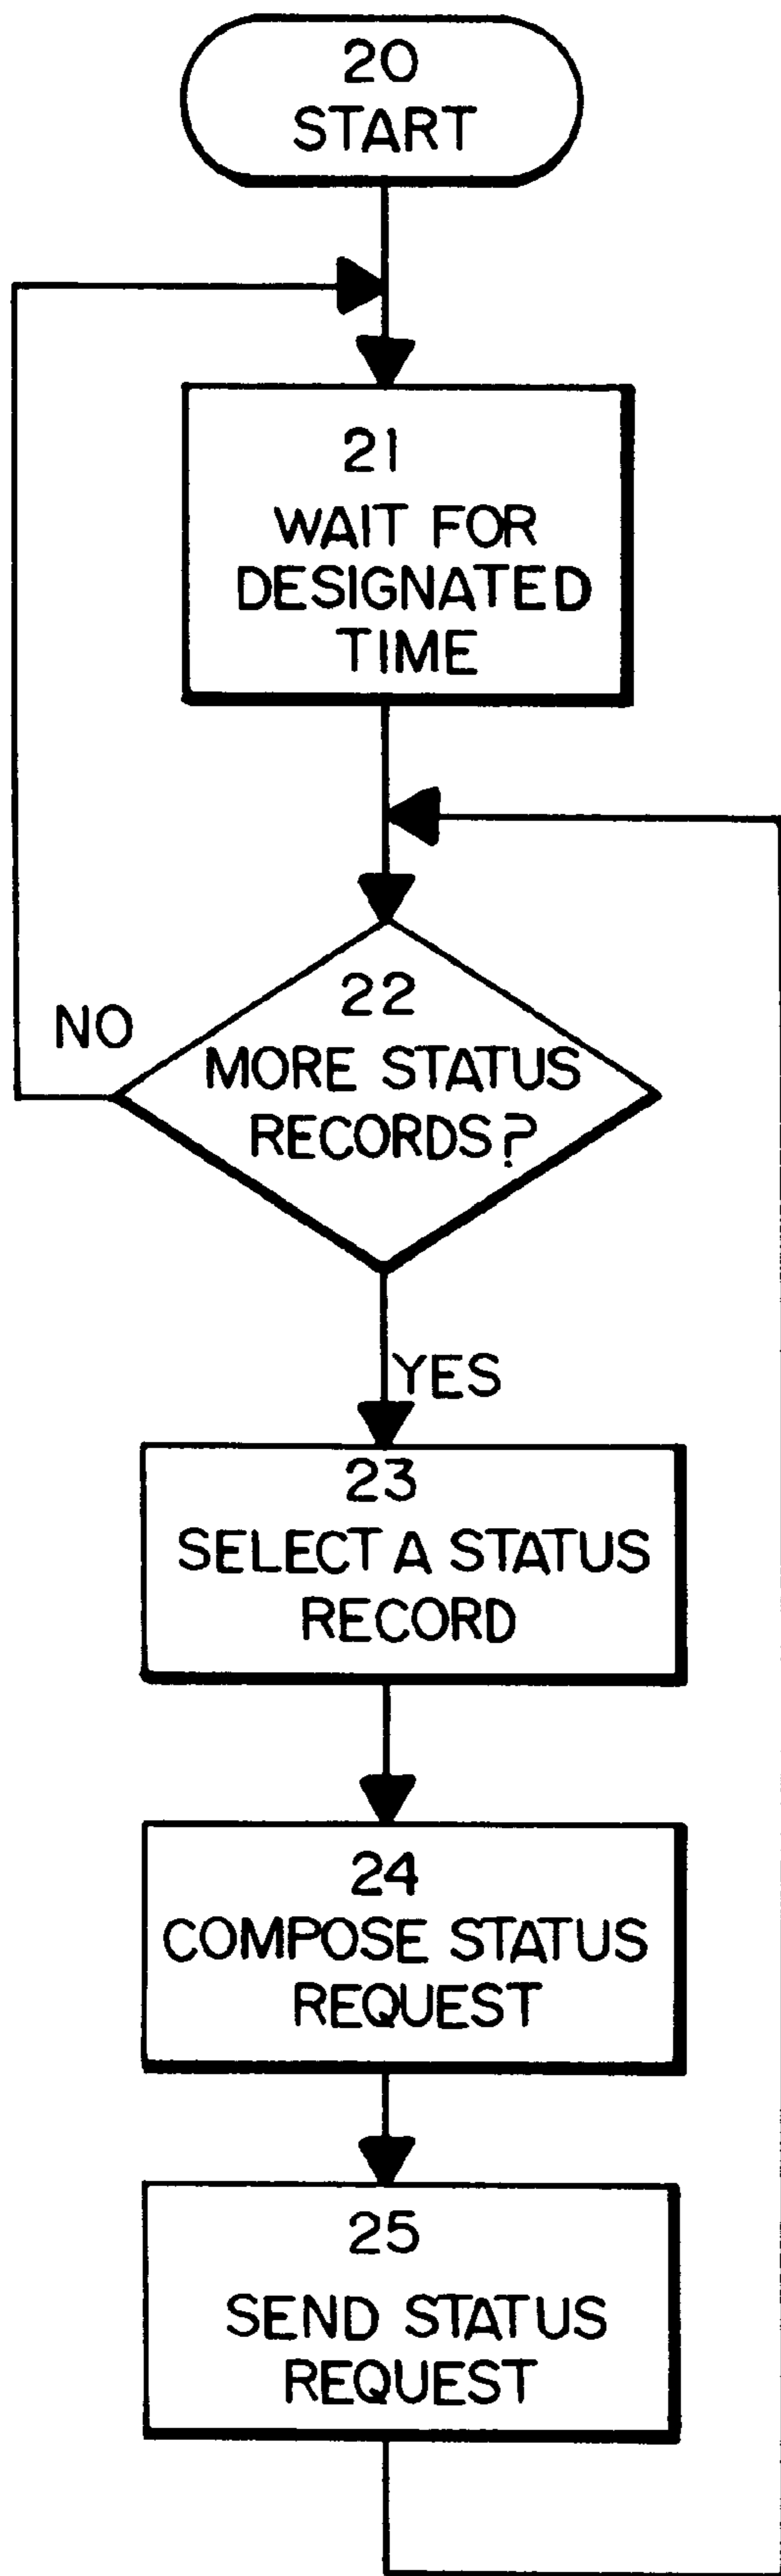 20
START
21
WAIT FOR
DESIGNATED
TIME
22
MORE STATUS
RECORDS?
NO
YES
23
SELECT A STATUS
RECORD
24
COMPOSE STATUS
REQUEST
25
SEND STATUS
REQUEST